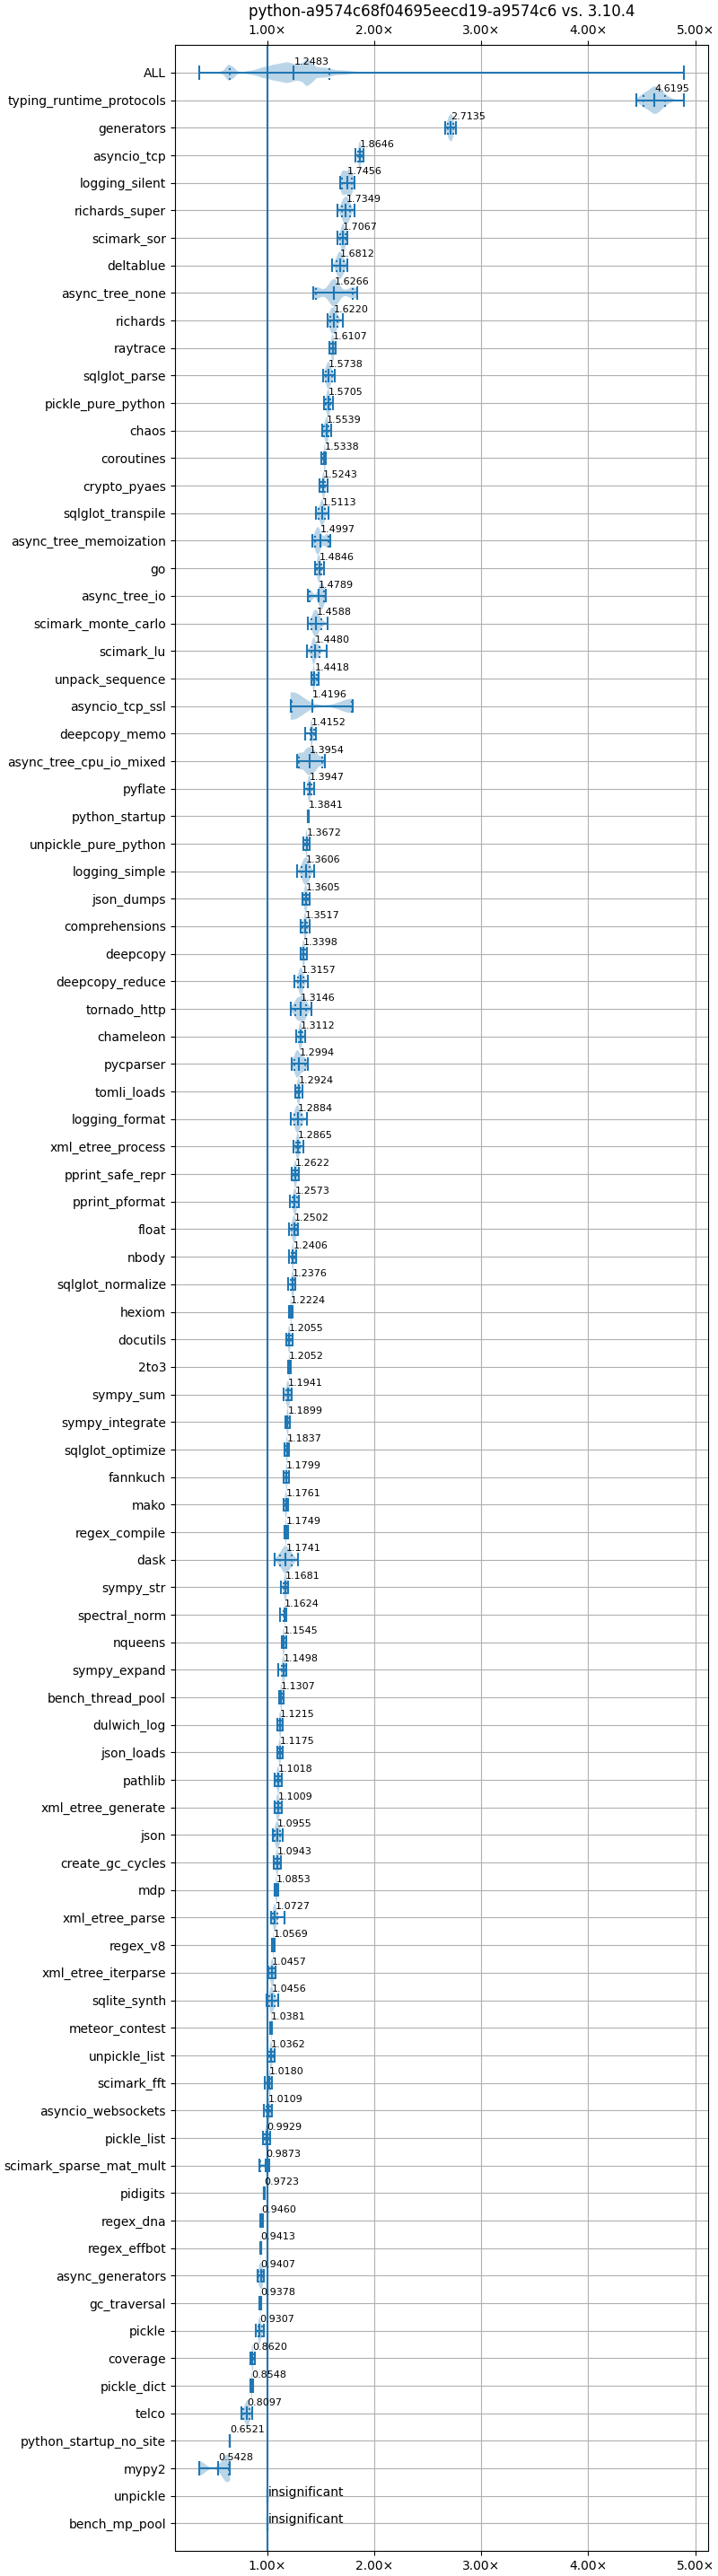 python-a9574c68f04695eecd19-a9574c6 vs. 3.10.4
1.00× 2.00× 3.00× 4.00× 5.00×
ALL 1.2483
typing_runtime_protocols 4.6195
generators 2.7135
asyncio_tcp 1.8646
logging_silent 1.7456
richards_super 1.7349
scimark_sor 1.7067
deltablue 1.6812
async_tree_none 1.6266
richards 1.6220
raytrace 1.6107
sqlglot_parse 1.5738
pickle_pure_python 1.5705
chaos 1.5539
coroutines 1.5338
crypto_pyaes 1.5243
sqlglot_transpile 1.5113
async_tree_memoization 1.4997
go 1.4846
async_tree_io 1.4789
scimark_monte_carlo 1.4588
scimark_lu 1.4480
unpack_sequence 1.4418
asyncio_tcp_ssl 1.4196
deepcopy_memo 1.4152
async_tree_cpu_io_mixed 1.3954
pyflate 1.3947
python_startup 1.3841
unpickle_pure_python 1.3672
logging_simple 1.3606
json_dumps 1.3605
comprehensions 1.3517
deepcopy 1.3398
deepcopy_reduce 1.3157
tornado_http 1.3146
chameleon 1.3112
pycparser 1.2994
tomli_loads 1.2924
logging_format 1.2884
xml_etree_process 1.2865
pprint_safe_repr 1.2622
pprint_pformat 1.2573
float 1.2502
nbody 1.2406
sqlglot_normalize 1.2376
hexiom 1.2224
docutils 1.2055
2to3 1.2052
sympy_sum 1.1941
sympy_integrate 1.1899
sqlglot_optimize 1.1837
fannkuch 1.1799
mako 1.1761
regex_compile 1.1749
dask 1.1741
sympy_str 1.1681
spectral_norm 1.1624
nqueens 1.1545
sympy_expand 1.1498
bench_thread_pool 1.1307
dulwich_log 1.1215
json_loads 1.1175
pathlib 1.1018
xml_etree_generate 1.1009
json 1.0955
create_gc_cycles 1.0943
mdp 1.0853
xml_etree_parse 1.0727
regex_v8 1.0569
xml_etree_iterparse 1.0457
sqlite_synth 1.0456
meteor_contest 1.0381
unpickle_list 1.0362
scimark_fft 1.0180
asyncio_websockets 1.0109
pickle_list 0.9929
scimark_sparse_mat_mult 0.9873
pidigits 0.9723
regex_dna 0.9460
regex_effbot 0.9413
async_generators 0.9407
gc_traversal 0.9378
pickle 0.9307
coverage 0.8620
pickle_dict 0.8548
telco 0.8097
python_startup_no_site 0.6521
mypy2 0.5428
unpickle insignificant
bench_mp_pool insignificant
1.00× 2.00× 3.00× 4.00× 5.00×